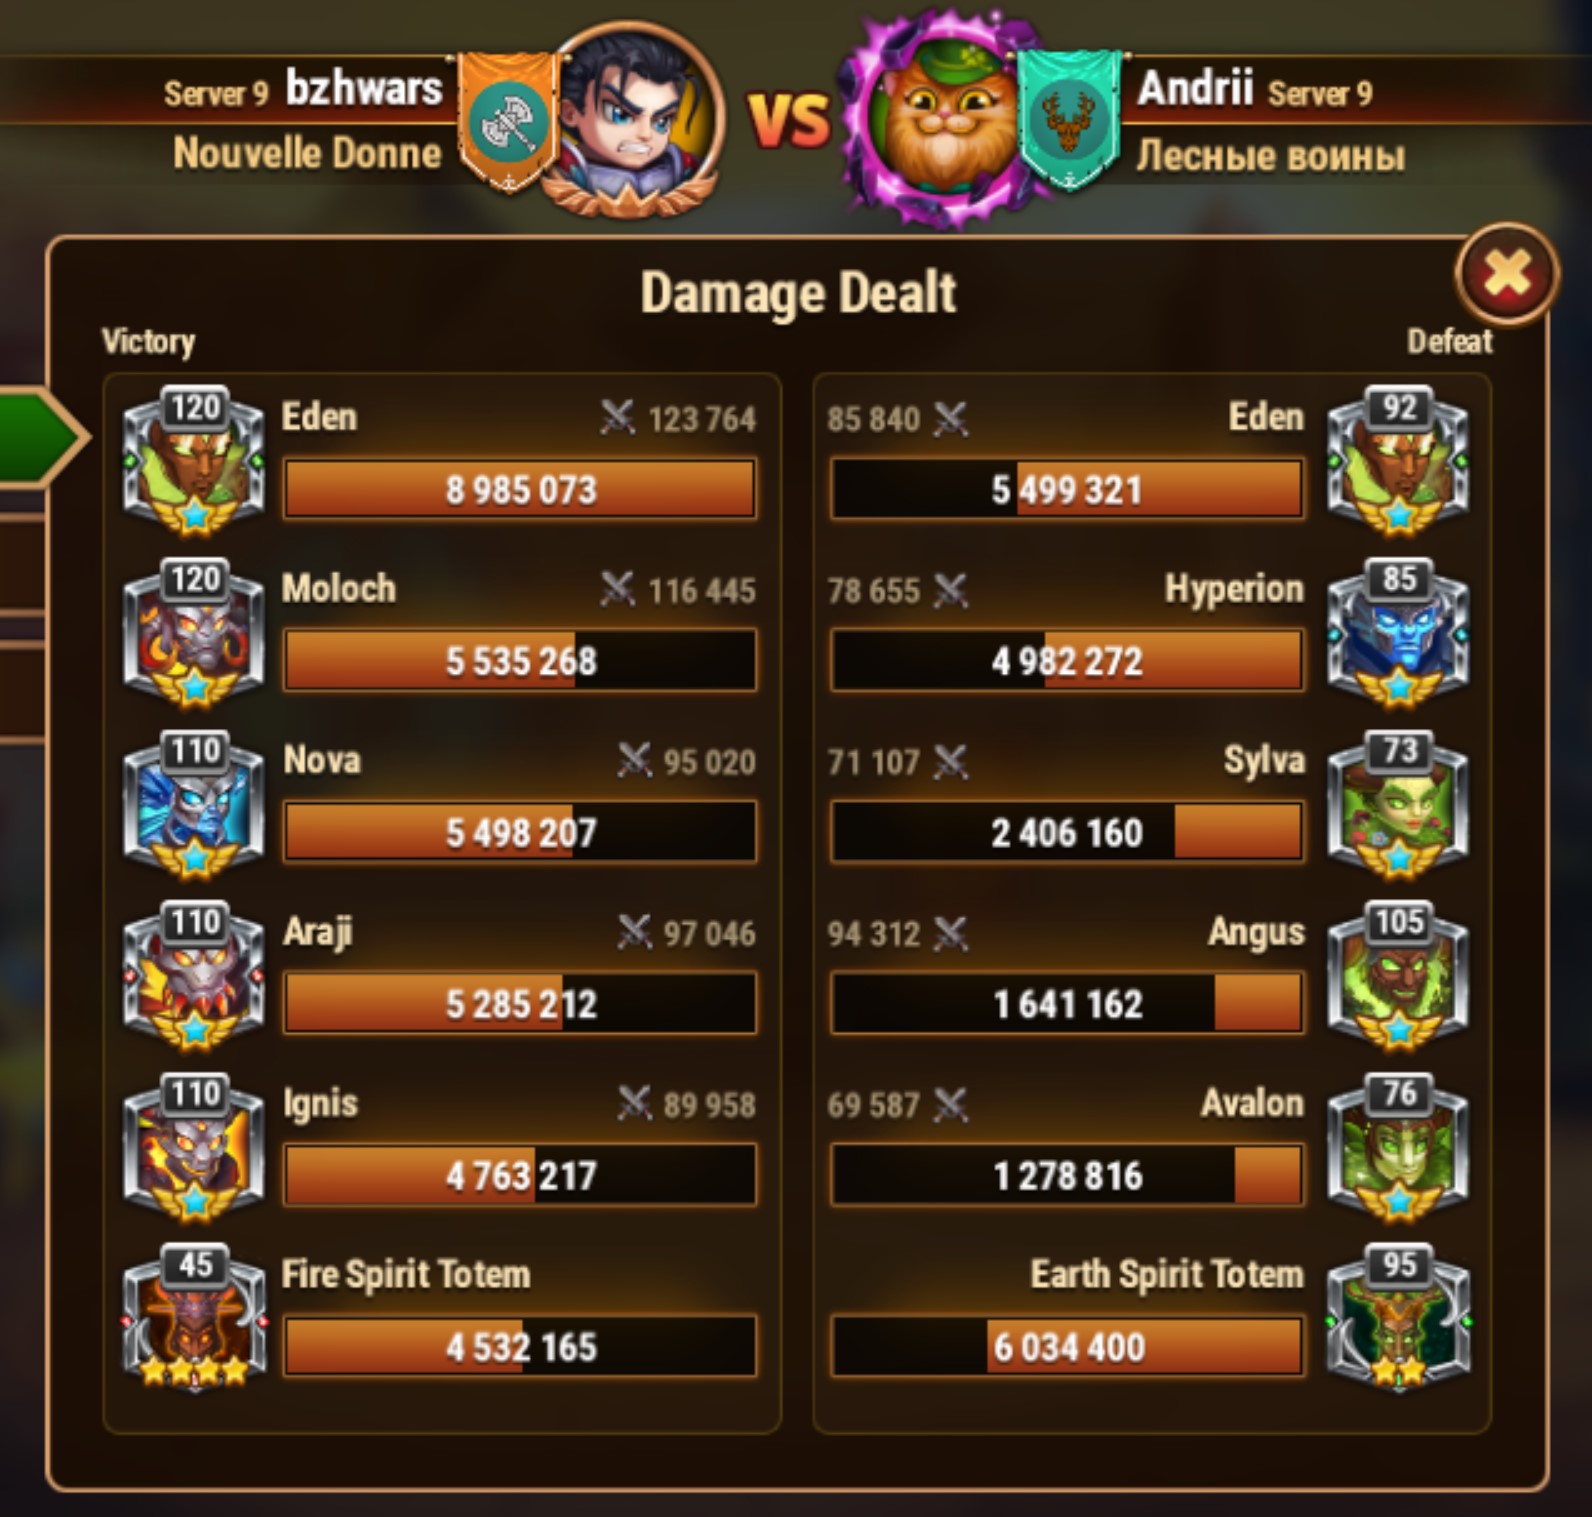 Server 9 bzhwars
Nouvelle Donne
VS
Andrii Server 9
Лесные воины
Damage Dealt
Victory
Defeat
120 Eden 123 764
8 985 073
120 Moloch 116 445
5 535 268
110 Nova 95 020
5 498 207
110 Araji 97 046
5 285 212
110 Ignis 89 958
4 763 217
45 Fire Spirit Totem
4 532 165
85 840 Eden 92
5 499 321
78 655 Hyperion 85
4 982 272
71 107 Sylva 73
2 406 160
94 312 Angus 105
1 641 162
69 587 Avalon 76
1 278 816
Earth Spirit Totem 95
6 034 400